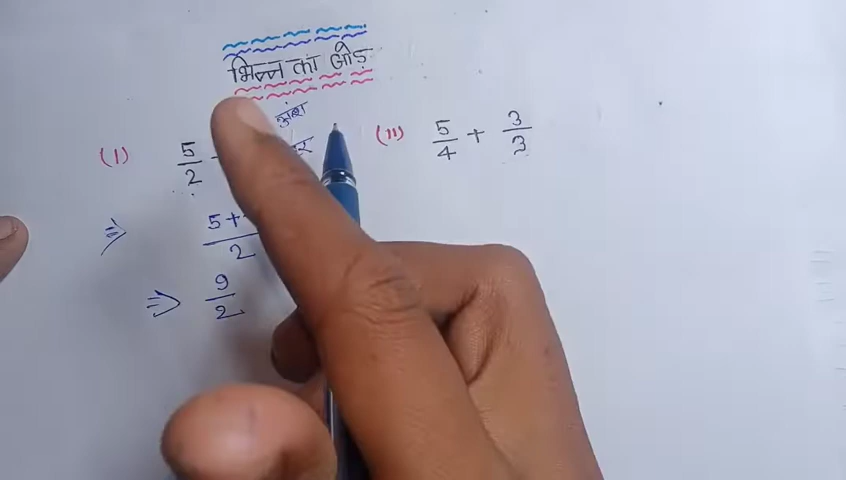 भिन्न का जोड़
अंश
(I) 5/2 + (II) 5/4 + 3/3
⇒ 5+ /2
⇒ 9/2